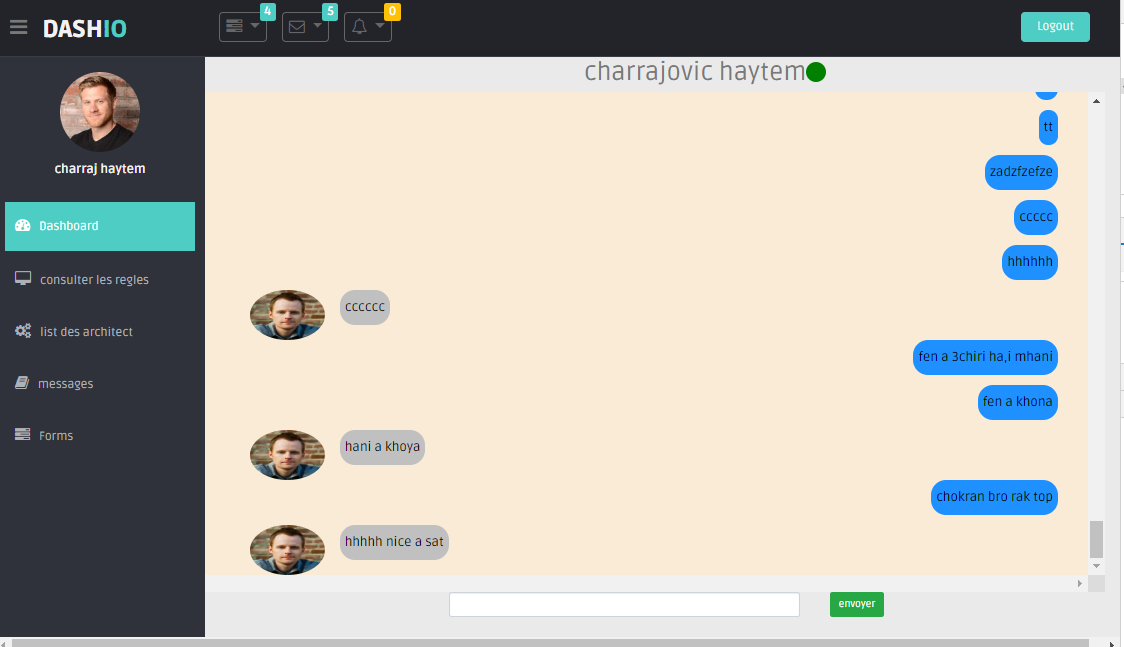 DASHIO
4
5
0
Logout
charraj haytem
Dashboard
consulter les regles
list des architect
messages
Forms
charrajovic haytem
tt
zadzfzefze
ccccc
hhhhhh
cccccc
fen a 3chiri ha,i mhani
fen a khona
hani a khoya
chokran bro rak top
hhhhh nice a sat
envoyer